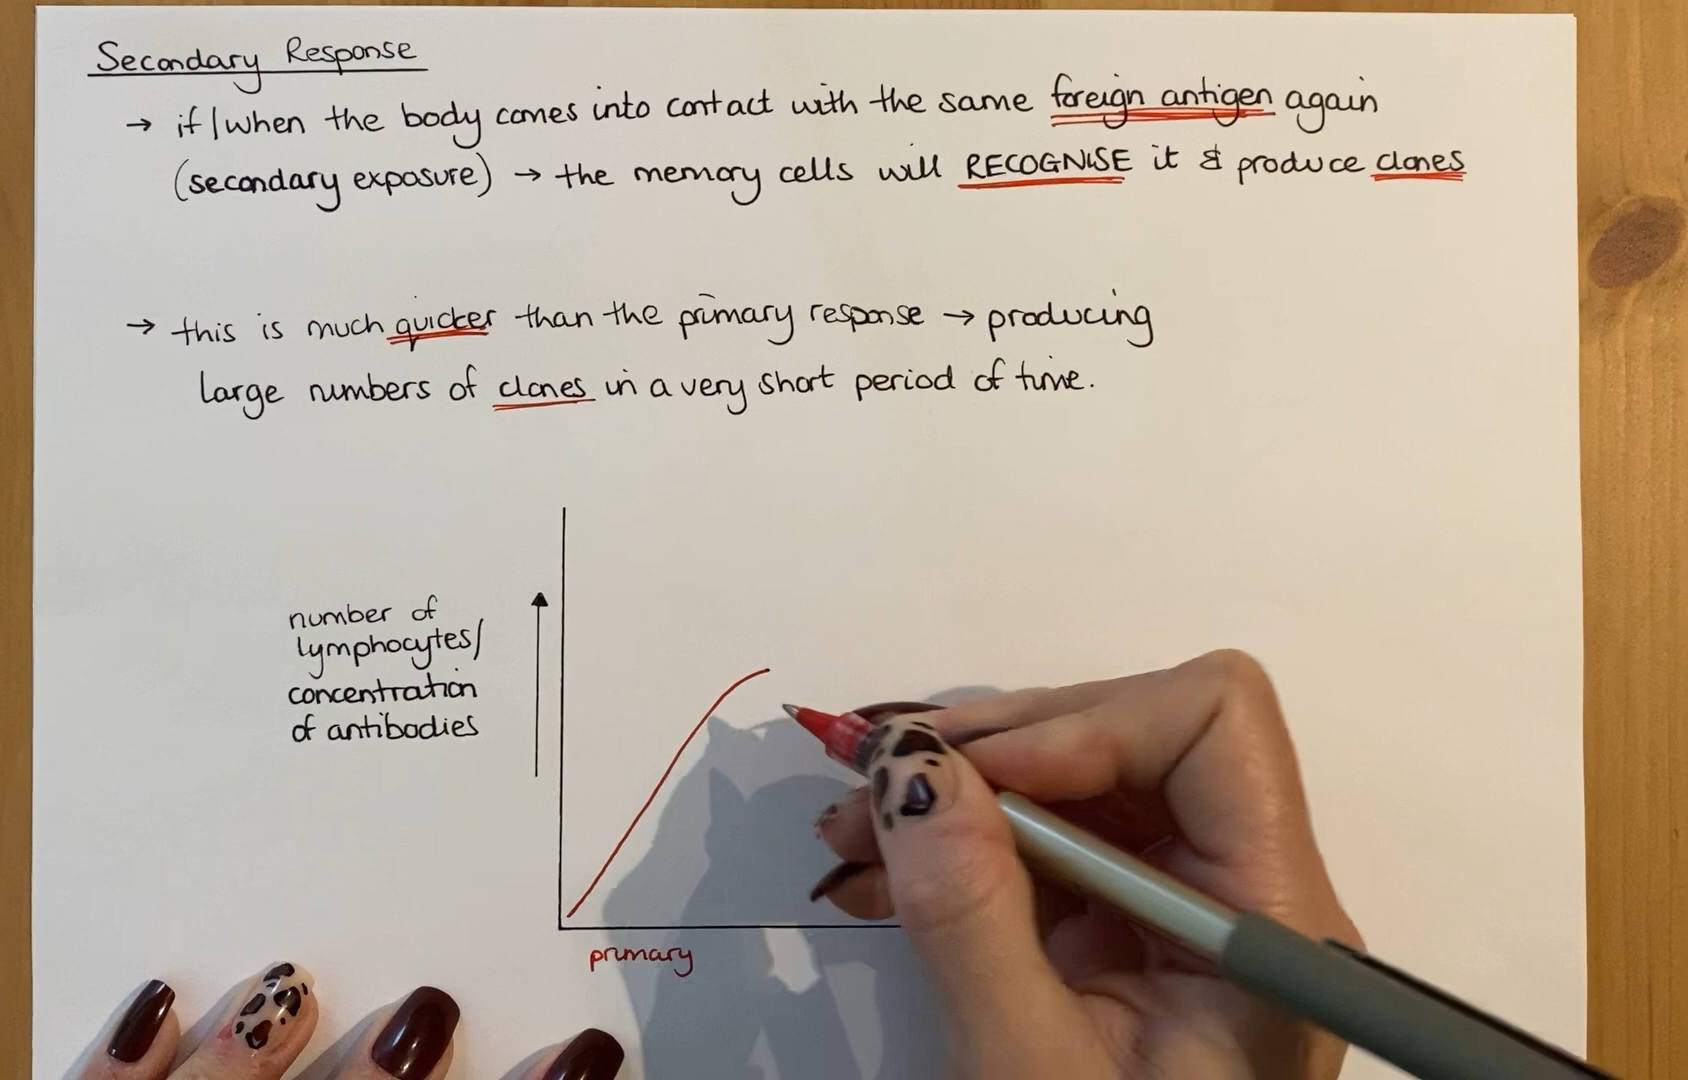 Secondary Response
→ if/when the body comes into contact with the same foreign antigen again
(secondary exposure) → the memory cells will RECOGNISE it & produce clones
→ this is much quicker than the primary response → producing
large numbers of clones in a very short period of time.
number of
lymphocytes/
concentration
of antibodies
primary